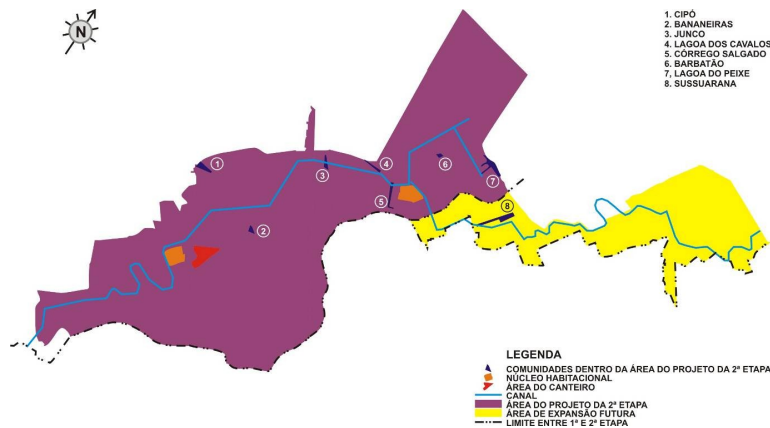 N
1. CIPÓ
2. BANANEIRAS
3. JUNCO
4. LAGOA DOS CAVALOS
5. CÓRREGO SALGADO
6. BARBATÃO
7, LAGOA DO PEIXE
8. SUSSUARANA
1
2
3
4
5
6
7
8
LEGENDA
COMUNIDADES DENTRO DA ÁREA DO PROJETO DA 2ª ETAPA
NÚCLEO HABITACIONAL
ÁREA DO CANTEIRO
CANAL
ÁREA DO PROJETO DA 2ª ETAPA
ÁREA DE EXPANSÃO FUTURA
LIMITE ENTRE 1ª E 2ª ETAPA